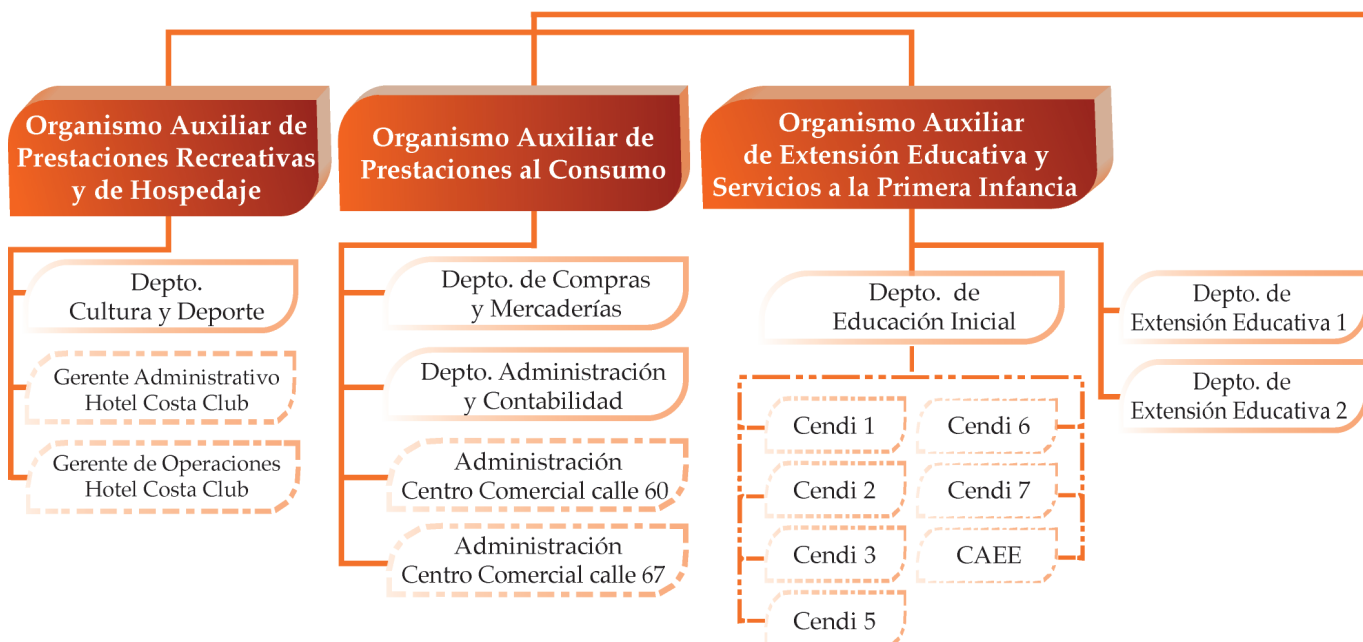 Organismo Auxiliar de
Prestaciones Recreativas
y de Hospedaje
Depto.
Cultura y Deporte
Gerente Administrativo
Hotel Costa Club
Gerente de Operaciones
Hotel Costa Club
Organismo Auxiliar de
Prestaciones al Consumo
Depto. de Compras
y Mercaderías
Depto. Administración
y Contabilidad
Administración
Centro Comercial calle 60
Administración
Centro Comercial calle 67
Organismo Auxiliar
de Extensión Educativa y
Servicios a la Primera Infancia
Depto. de
Educación Inicial
Cendi 1
Cendi 2
Cendi 3
Cendi 5
Cendi 6
Cendi 7
CAEE
Depto. de
Extensión Educativa 1
Depto. de
Extensión Educativa 2